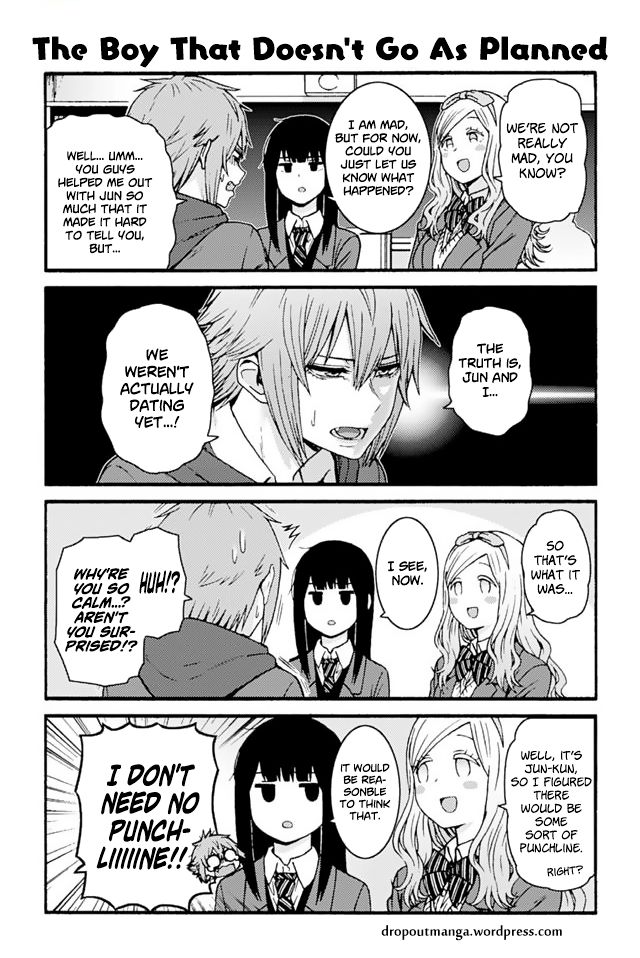 The Boy That Doesn't Go As Planned
WE'RE NOT
REALLY
MAD, YOU
KNOW?
I AM MAD,
BUT FOR NOW,
COULD YOU
JUST LET US
KNOW WHAT
HAPPENED?
WELL... UMM...
YOU GUYS
HELPED ME OUT
WITH JUN SO
MUCH THAT IT
MADE IT HARD
TO TELL YOU,
BUT...
THE
TRUTH IS,
JUN AND
I...
WE
WEREN'T
ACTUALLY
DATING
YET...!
SO
THAT'S
WHAT IT
WAS...
I SEE,
NOW.
HUH!?
WHY'RE
YOU SO
CALM...?
AREN'T
YOU SUR-
PRISED!?
WELL, IT'S
JUN-KUN,
SO I FIGURED
THERE
WOULD BE
SOME
SORT OF
PUNCHLINE.
RIGHT?
IT WOULD
BE REA-
SONBLE TO
THINK
THAT.
I DON'T
NEED NO
PUNCH-
LIIIIINE!!
dropoutmanga.wordpress.com